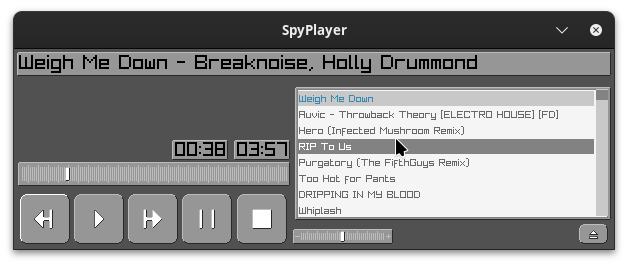 SpyPlayer
Weigh Me Down - Breaknoise, Holly Drummond
Weigh Me Down
Auvic - Throwback Theory [ELECTRO HOUSE] [FD]
Hero (Infected Mushroom Remix)
RIP To Us
Purgatory (The FifthGuys Remix)
Too Hot for Pants
DRIPPING IN MY BLOOD
Whiplash
00:38 03:57
- +